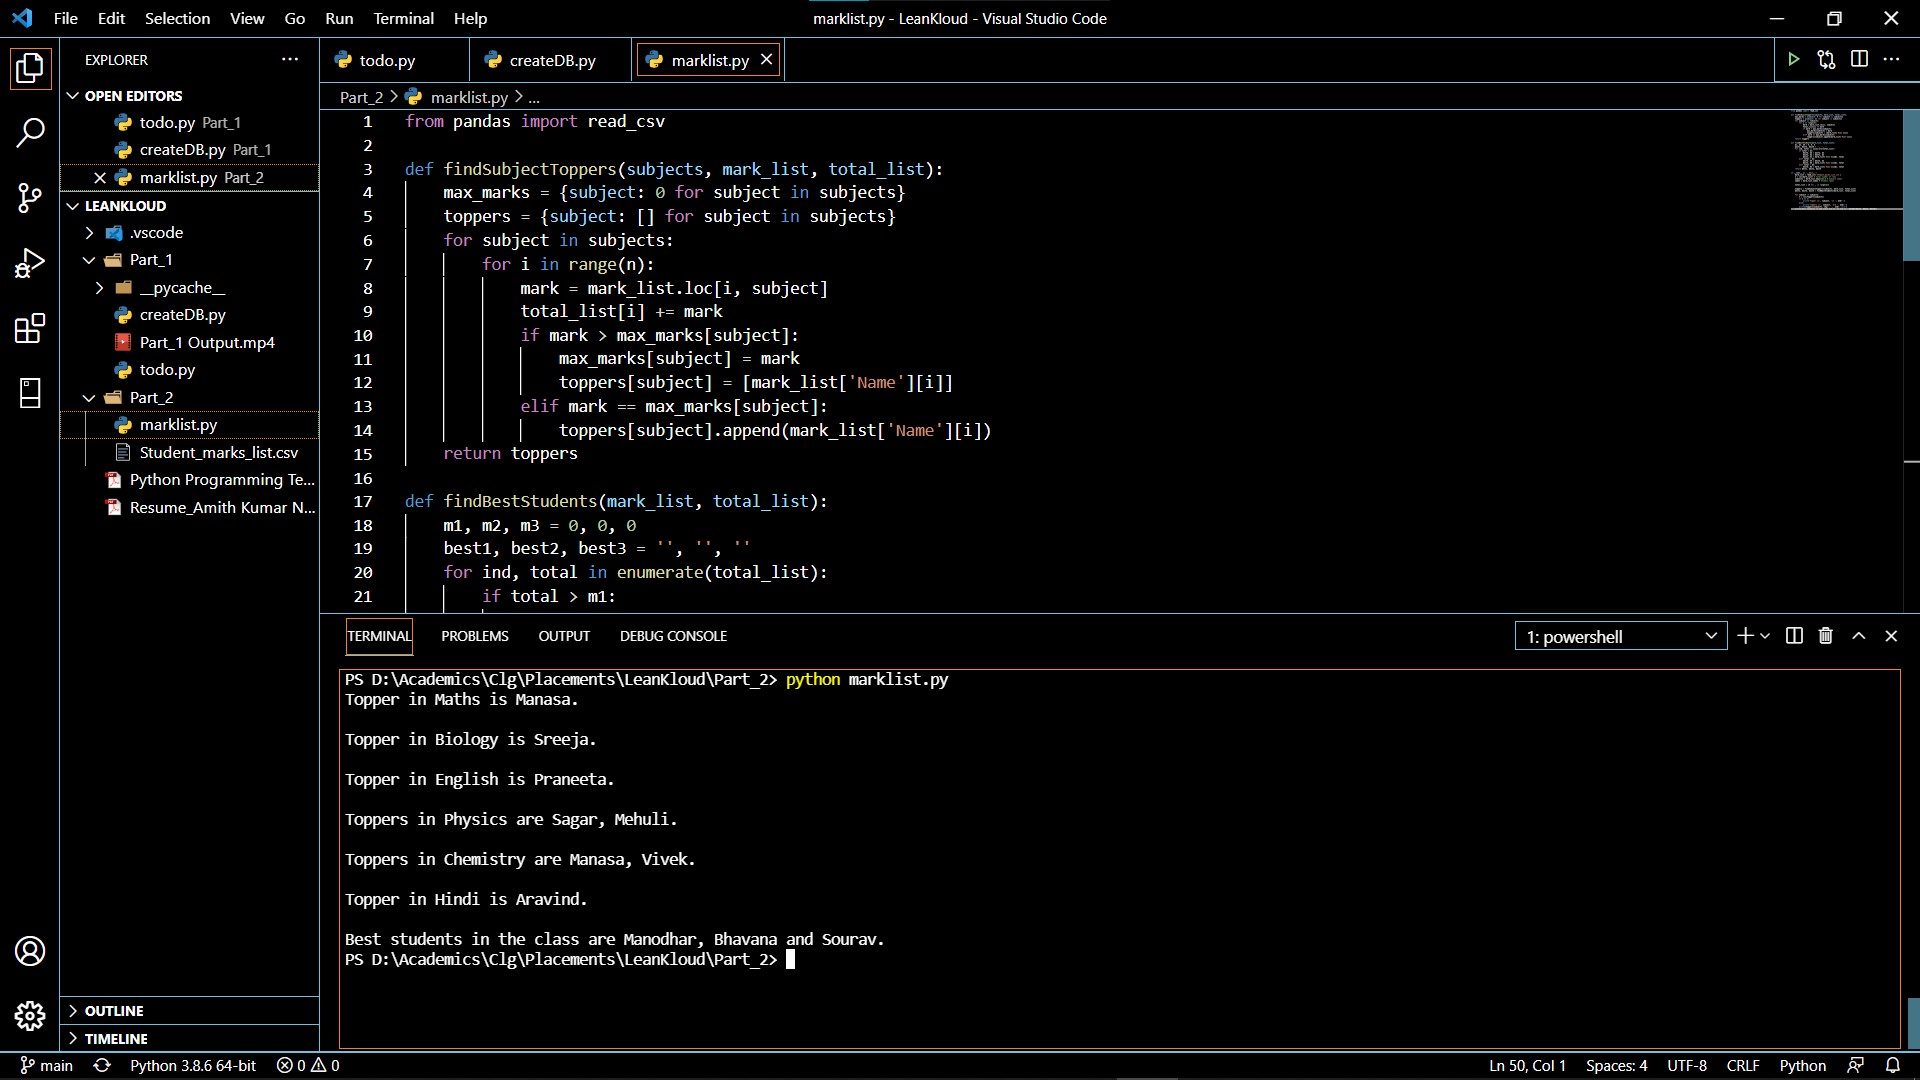 File Edit Selection View Go Run Terminal Help
marklist.py - LeanKloud - Visual Studio Code
EXPLORER
OPEN EDITORS
todo.py Part_1
createDB.py Part_1
marklist.py Part_2
LEANKLOUD
.vscode
Part_1
__pycache__
createDB.py
Part_1 Output.mp4
todo.py
Part_2
marklist.py
Student_marks_list.csv
Python Programming Te...
Resume_Amith Kumar N...
OUTLINE
TIMELINE
todo.py createDB.py marklist.py
Part_2 > marklist.py > ...
1 from pandas import read_csv
2
3 def findSubjectToppers(subjects, mark_list, total_list):
4 max_marks = {subject: 0 for subject in subjects}
5 toppers = {subject: [] for subject in subjects}
6 for subject in subjects:
7 for i in range(n):
8 mark = mark_list.loc[i, subject]
9 total_list[i] += mark
10 if mark > max_marks[subject]:
11 max_marks[subject] = mark
12 toppers[subject] = [mark_list['Name'][i]]
13 elif mark == max_marks[subject]:
14 toppers[subject].append(mark_list['Name'][i])
15 return toppers
16
17 def findBestStudents(mark_list, total_list):
18 m1, m2, m3 = 0, 0, 0
19 best1, best2, best3 = '', '', ''
20 for ind, total in enumerate(total_list):
21 if total > m1:
TERMINAL PROBLEMS OUTPUT DEBUG CONSOLE
1: powershell
PS D:\Academics\Clg\Placements\LeanKloud\Part_2> python marklist.py
Topper in Maths is Manasa.
Topper in Biology is Sreeja.
Topper in English is Praneeta.
Toppers in Physics are Sagar, Mehuli.
Toppers in Chemistry are Manasa, Vivek.
Topper in Hindi is Aravind.
Best students in the class are Manodhar, Bhavana and Sourav.
PS D:\Academics\Clg\Placements\LeanKloud\Part_2>
main Python 3.8.6 64-bit 0 0
Ln 50, Col 1 Spaces: 4 UTF-8 CRLF Python